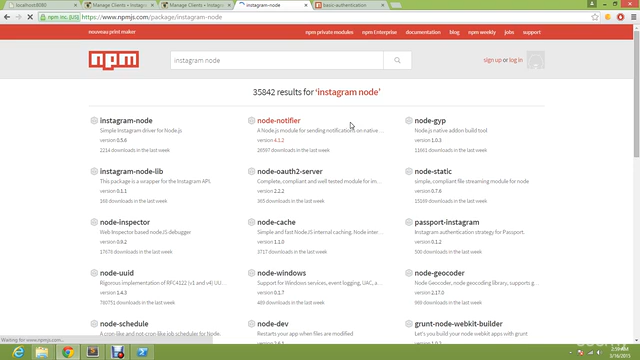 localhost:8080
Manage Clients • Instag
Manage Clients • Instag
instagram-node
basic-authentication
npm, Inc. [US] https://www.npmjs.com/package/instagram-node
nouveau print maker
npm private modules
npm Enterprise
documentation
blog
npm weekly
jobs
support
npm
instagram node
sign up or log in
35842 results for 'instagram node'
instagram-node
Simple Instagram driver for Node.js
version 0.5.6
2214 downloads in the last week
node-notifier
A Node.js module for sending notifications on native …
version 4.1.2
26597 downloads in the last week
node-gyp
Node.js native addon build tool
version 1.0.3
11661 downloads in the last week
instagram-node-lib
This package is a wrapper for the Instagram API.
version 0.1.1
168 downloads in the last week
node-oauth2-server
Complete, compliant and well tested module for im…
version 2.2.2
365 downloads in the last week
node-static
simple, compliant file streaming module for node
version 0.7.6
15189 downloads in the last week
node-inspector
Web Inspector based nodeJS debugger
version 0.9.2
17676 downloads in the last week
node-cache
Simple and fast NodeJS internal caching. Node inter…
version 1.1.0
3717 downloads in the last week
passport-instagram
Instagram authentication strategy for Passport.
version 0.1.2
500 downloads in the last week
node-uuid
Rigorous implementation of RFC4122 (v1 and v4) UU…
version 1.4.3
780751 downloads in the last week
node-windows
Support for Windows services, event logging, UAC, a…
version 0.1.7
489 downloads in the last week
node-geocoder
Node Geocoder, node geocoding library, supports g…
version 2.17.0
969 downloads in the last week
node-schedule
A cron-like and not-cron-like job scheduler for Node.
node-dev
Restarts your app when files are modified
grunt-node-webkit-builder
Let's you build your node-webkit apps with grunt
Waiting for www.npmjs.com...
3/16/2015